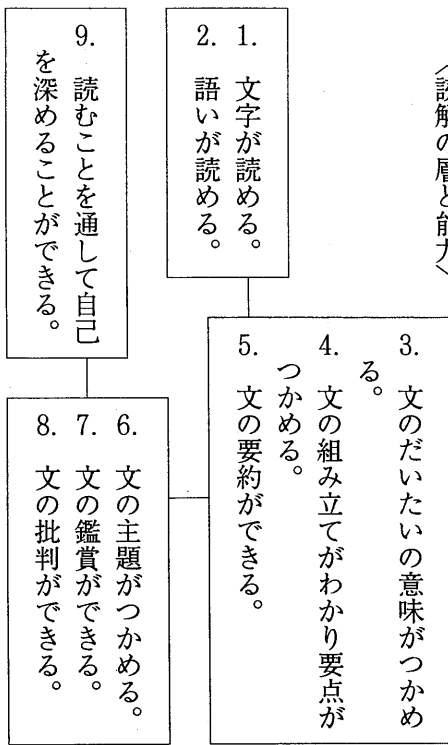 〈読解の層と能力〉
1. 文字が読める。
2. 語いが読める。
3. 文のだいたいの意味がつかめ
る。
4. 文の組み立てがわかり要点が
つかめる。
5. 文の要約ができる。
6. 文の主題がつかめる。
7. 文の鑑賞ができる。
8. 文の批判ができる。
9. 読むことを通して自己
を深めることができる。